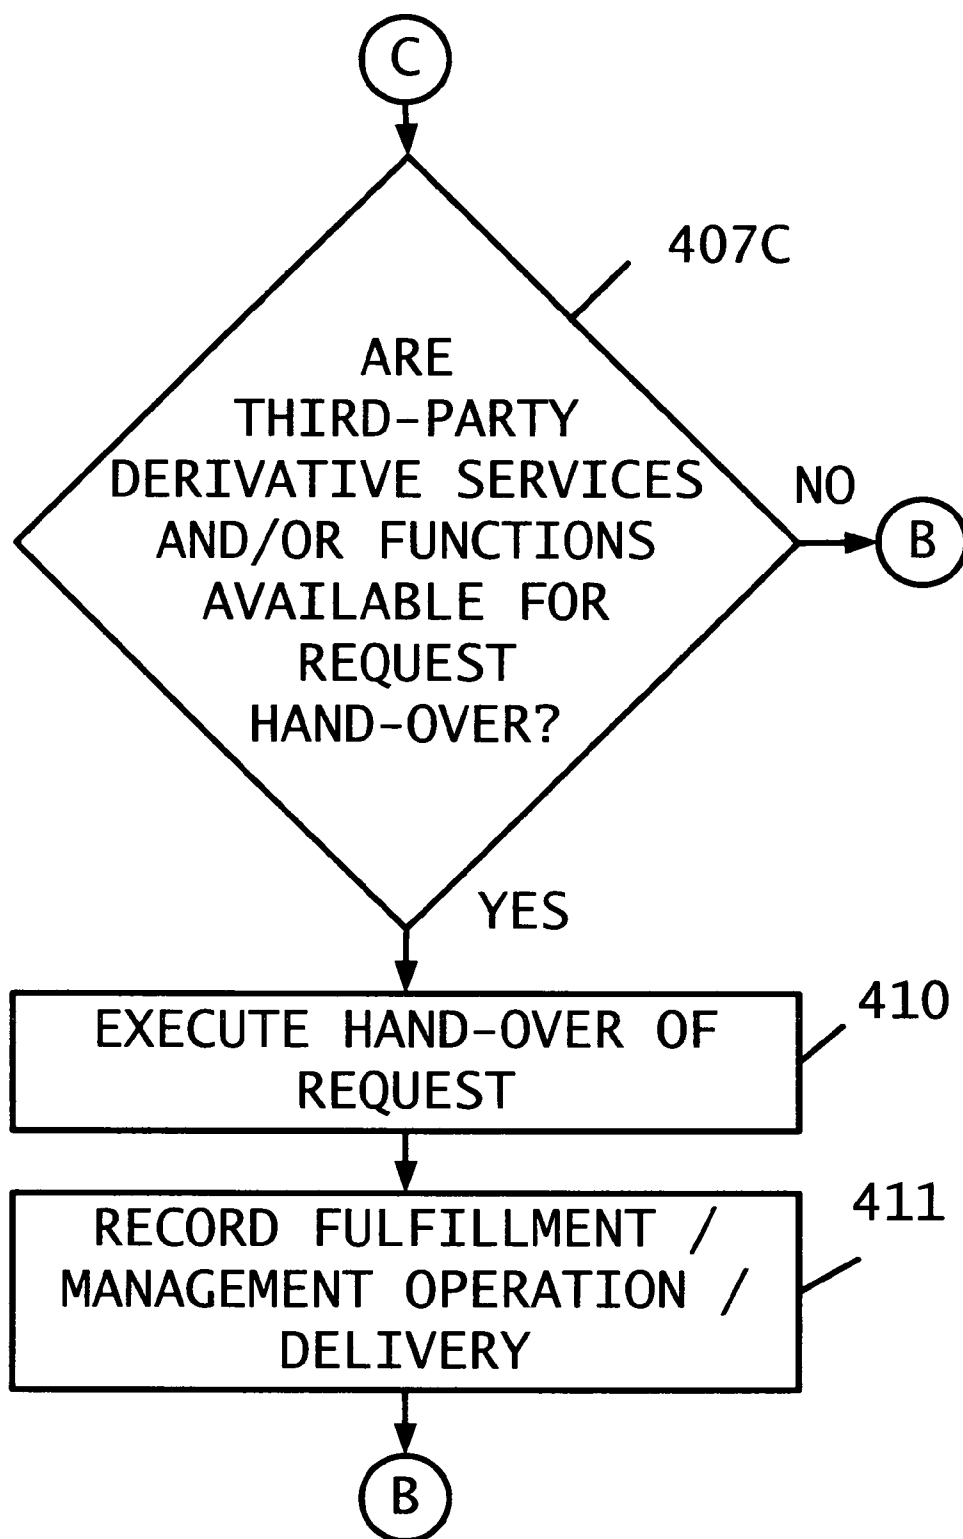 C
407C
ARE
THIRD-PARTY
DERIVATIVE SERVICES
AND/OR FUNCTIONS
AVAILABLE FOR
REQUEST
HAND-OVER?
NO
B
YES
EXECUTE HAND-OVER OF
REQUEST
410
RECORD FULFILLMENT /
MANAGEMENT OPERATION /
DELIVERY
411
B